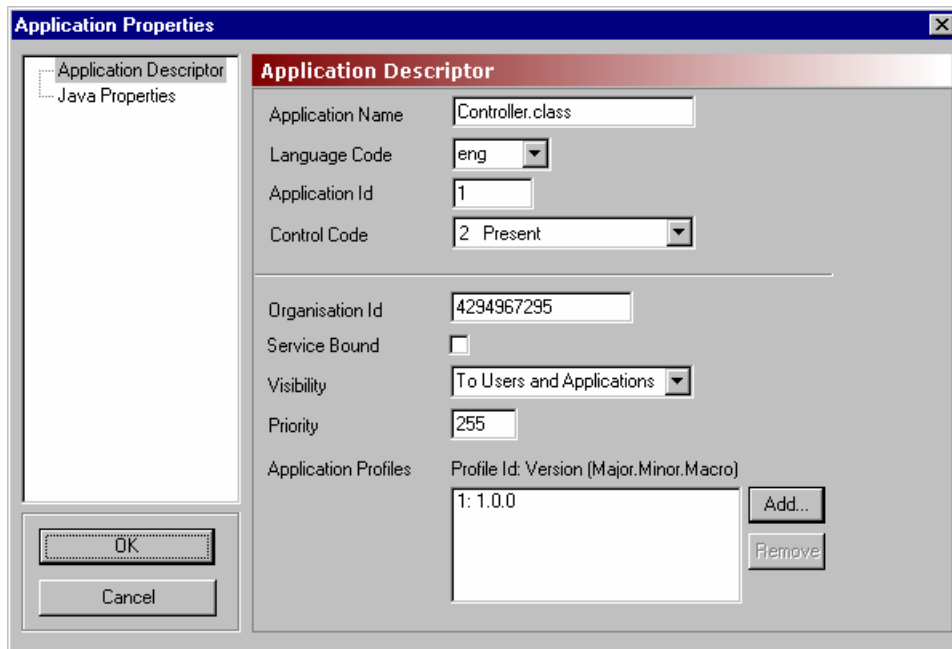 Application Properties
Application Descriptor
Java Properties
OK
Cancel
Application Descriptor
Application Name Controller.class
Language Code eng
Application Id 1
Control Code 2 Present
Organisation Id 4294967295
Service Bound
Visibility To Users and Applications
Priority 255
Application Profiles Profile Id: Version (Major.Minor.Macro)
1: 1.0.0
Add...
Remove